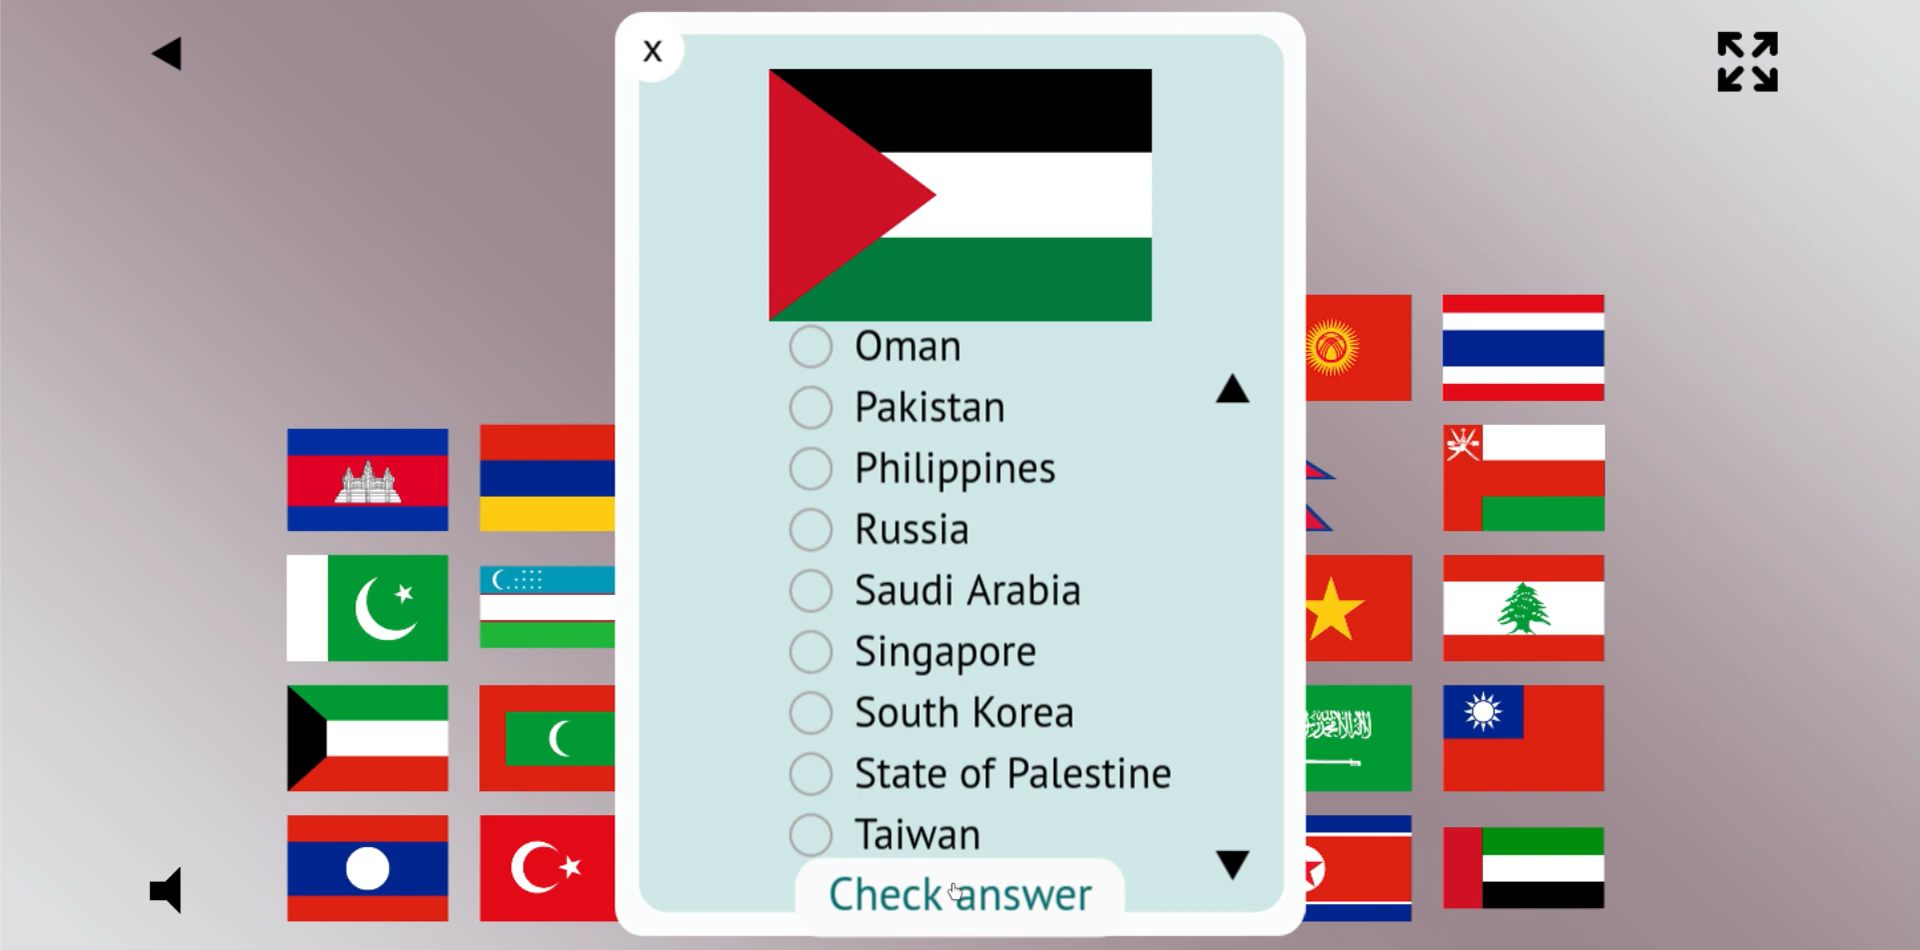 x
Oman
Pakistan
Philippines
Russia
Saudi Arabia
Singapore
South Korea
State of Palestine
Taiwan
Check answer